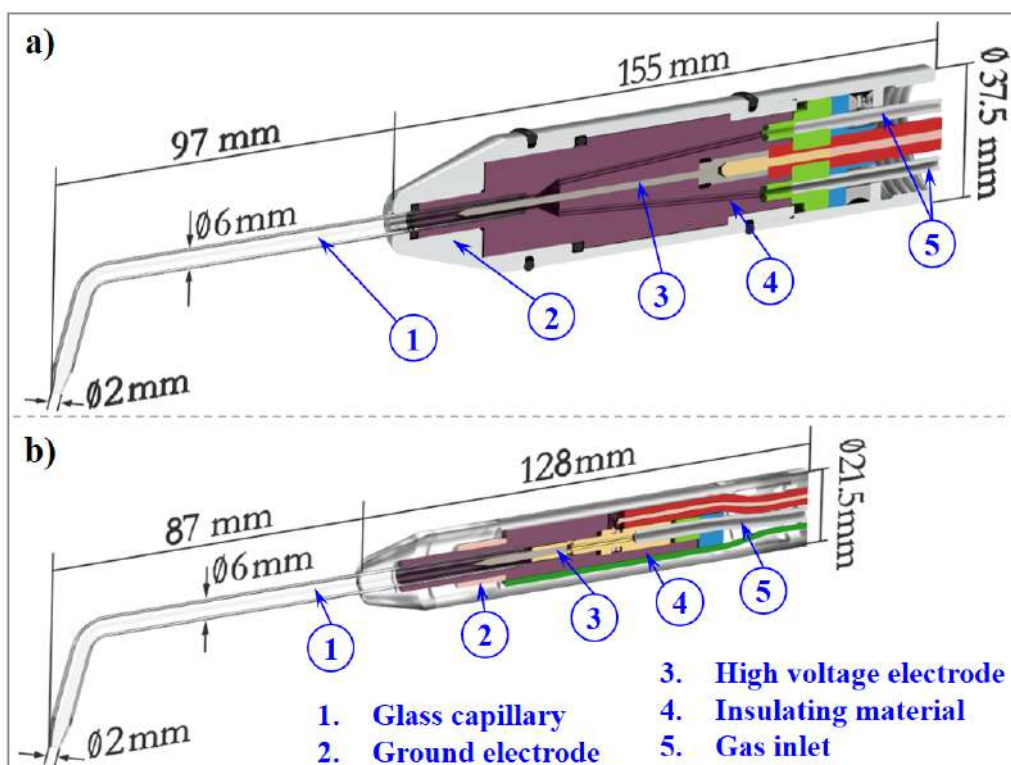 a)
155 mm
Ø 37.5 mm
97 mm
Ø6mm
5
4
3
2
1
Ø2mm
b)
128mm
Ø21.5mm
87 mm
Ø6mm
5
4
3
2
1
Ø2mm
1. Glass capillary
2. Ground electrode
3. High voltage electrode
4. Insulating material
5. Gas inlet